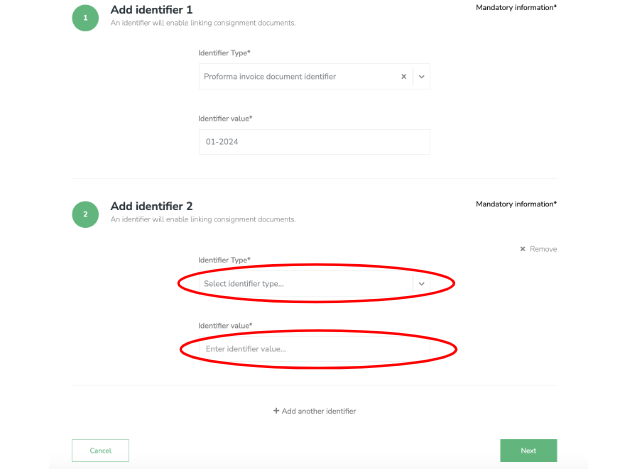 1
Add identifier 1
Mandatory information*
An identifier will enable linking consignment documents.
Identifier Type*
Proforma invoice document identifier
Identifier value*
01-2024
2
Add identifier 2
Mandatory information*
An identifier will enable linking consignment documents.
Remove
Identifier Type*
Select identifier type...
Identifier value*
Enter identifier value...
+ Add another identifier
Cancel
Next